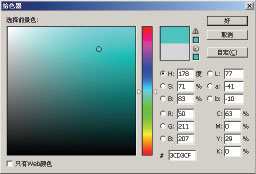 拾色器
选择前景色:
好
取消
自定(C)
H: 178 度
S: 71 %
B: 83 %
R: 50
G: 211
B: 207
# 3CD3CF
L: 77
a: -41
b: -10
C: 63 %
M: 0 %
Y: 29 %
K: 0 %
只有Web颜色